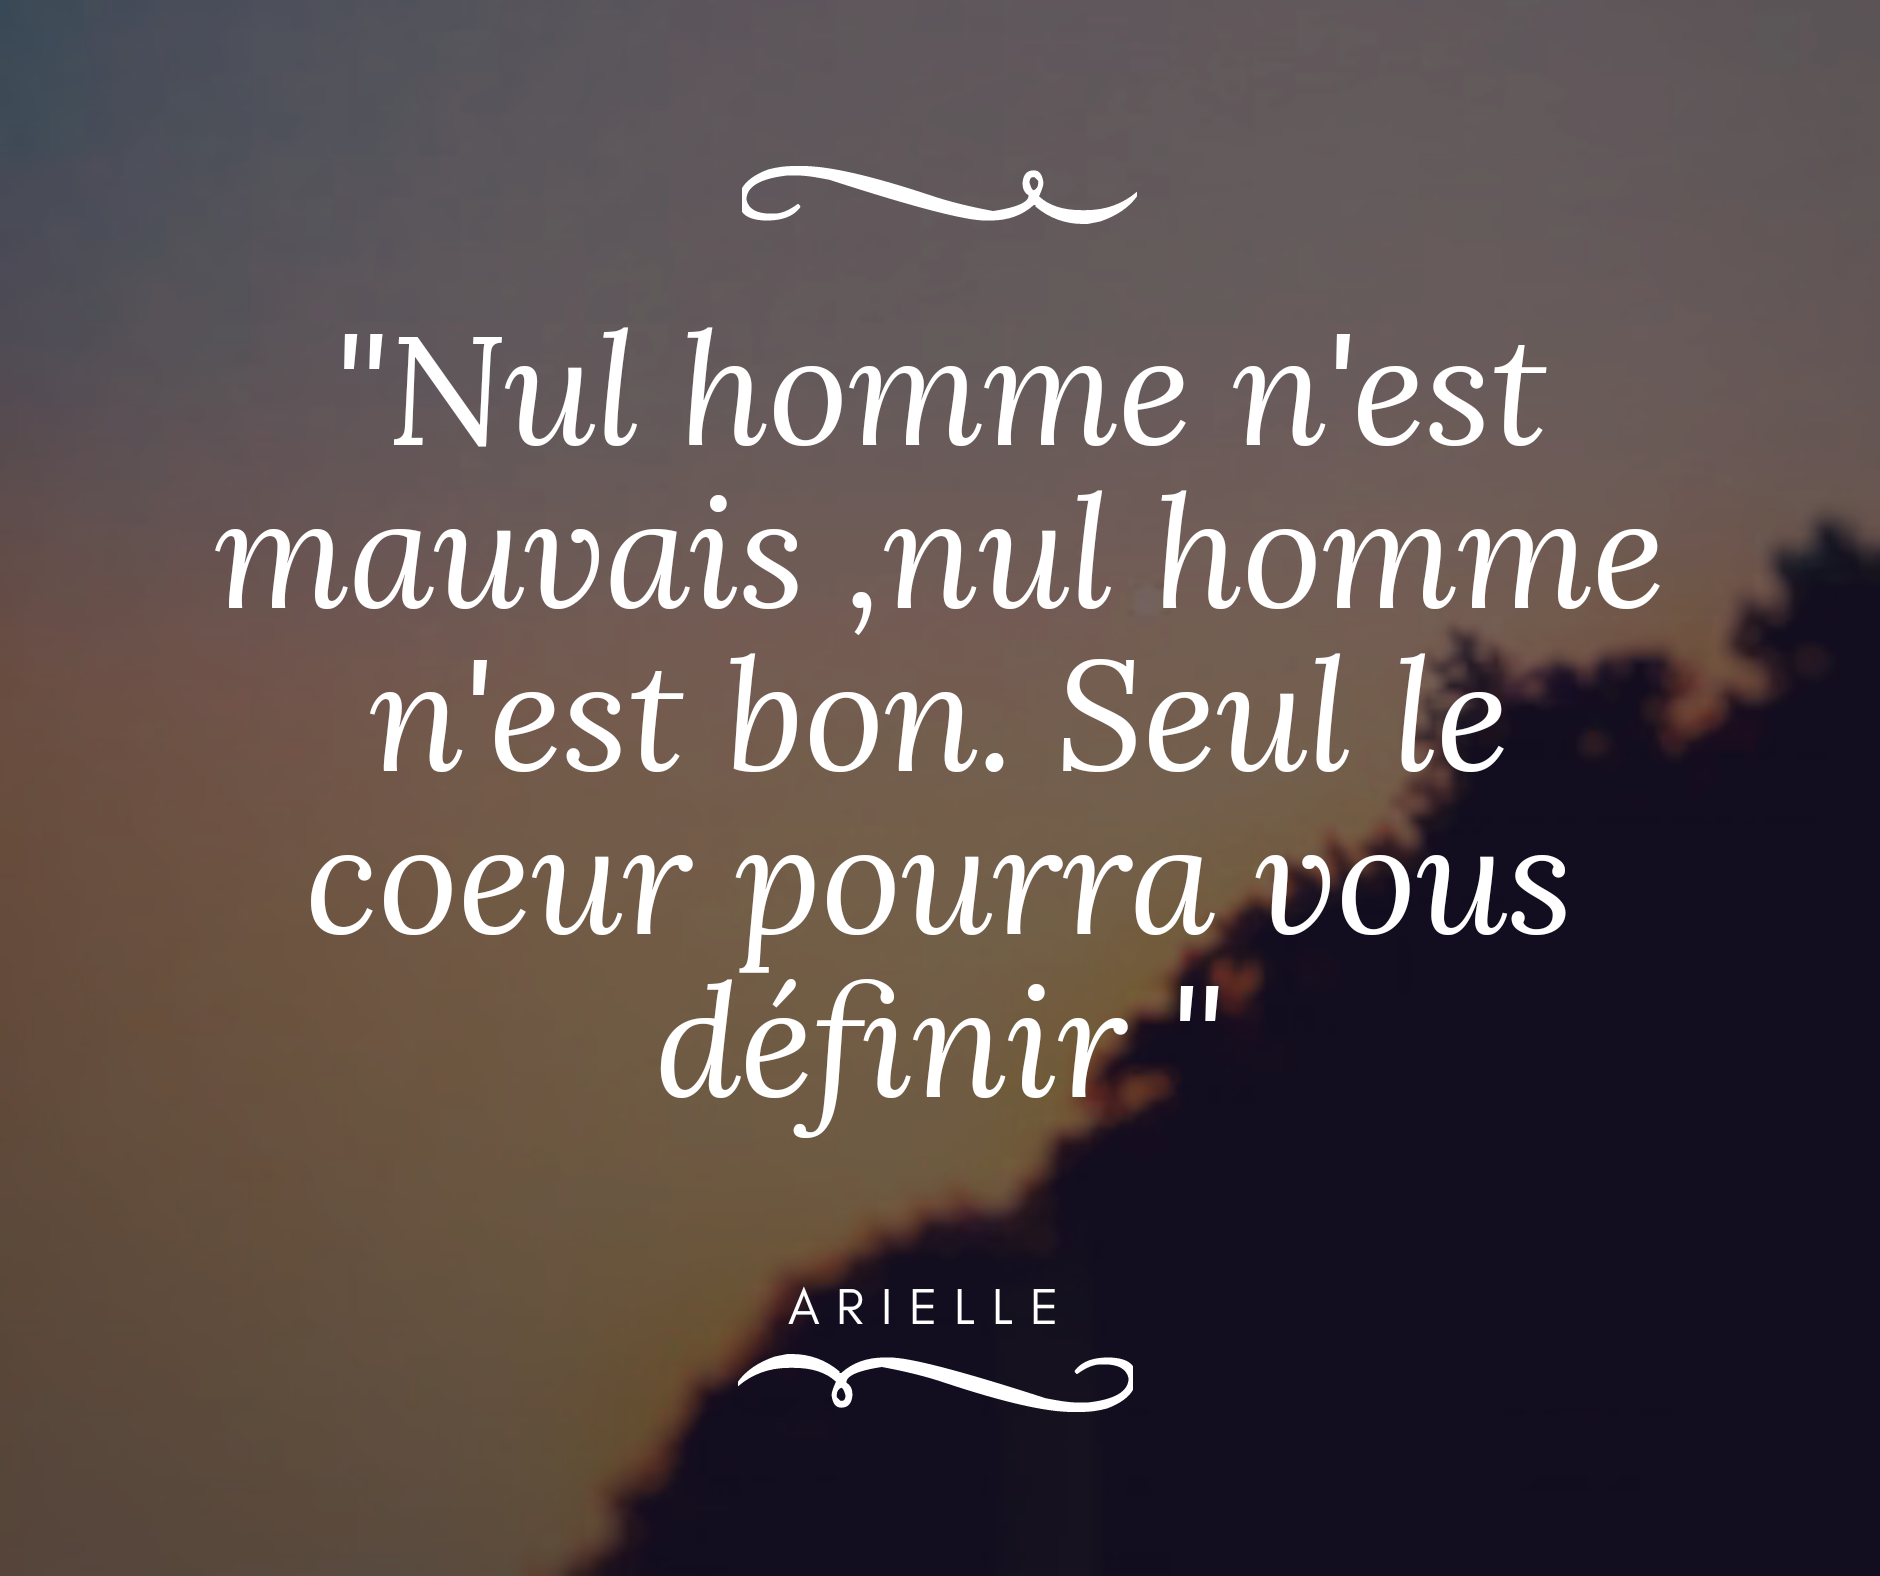 "Nul homme n'est
mauvais ,nul homme
n'est bon. Seul le
coeur pourra vous
définir "
ARIELLE